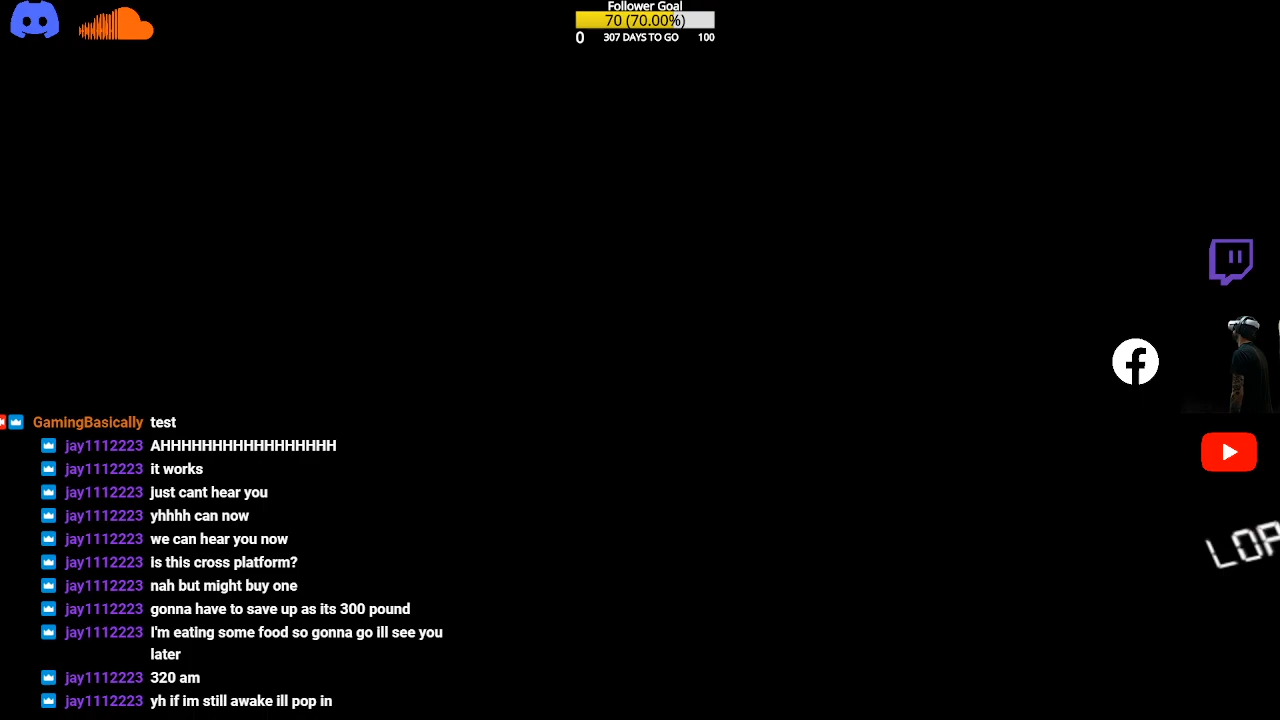 Follower Goal
70 (70.00%)
0 307 DAYS TO GO 100
GamingBasically test
jay1112223 AHHHHHHHHHHHHHHHHH
jay1112223 it works
jay1112223 just cant hear you
jay1112223 yhhhh can now
jay1112223 we can hear you now
jay1112223 is this cross platform?
jay1112223 nah but might buy one
jay1112223 gonna have to save up as its 300 pound
jay1112223 I'm eating some food so gonna go ill see you
later
jay1112223 320 am
jay1112223 yh if im still awake ill pop in
LOP